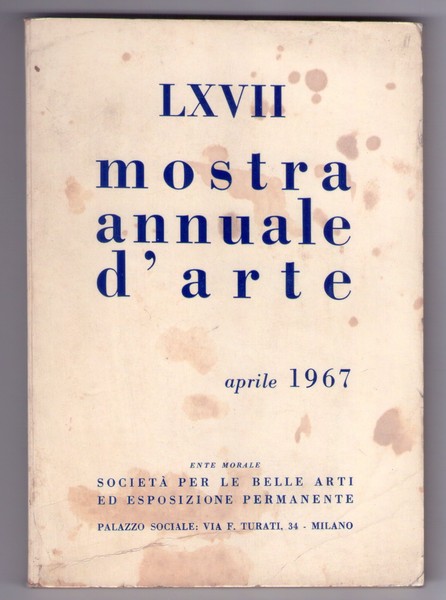 LXVII
mostra
annuale
d'arte
aprile 1967
ENTE MORALE
SOCIETÀ PER LE BELLE ARTI
ED ESPOSIZIONE PERMANENTE
PALAZZO SOCIALE: VIA F. TURATI, 34 - MILANO